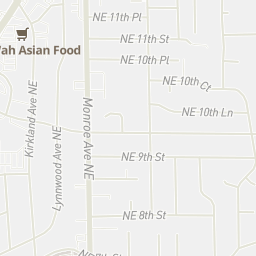 NE 11th Pl
NE 11th St
Wah Asian Food
NE 10th Pl
NE 10th Ct
NE 10th Ln
Kirkland Ave NE
Lynnwood Ave NE
Monroe Ave NE
NE 9th St
NE 8th St